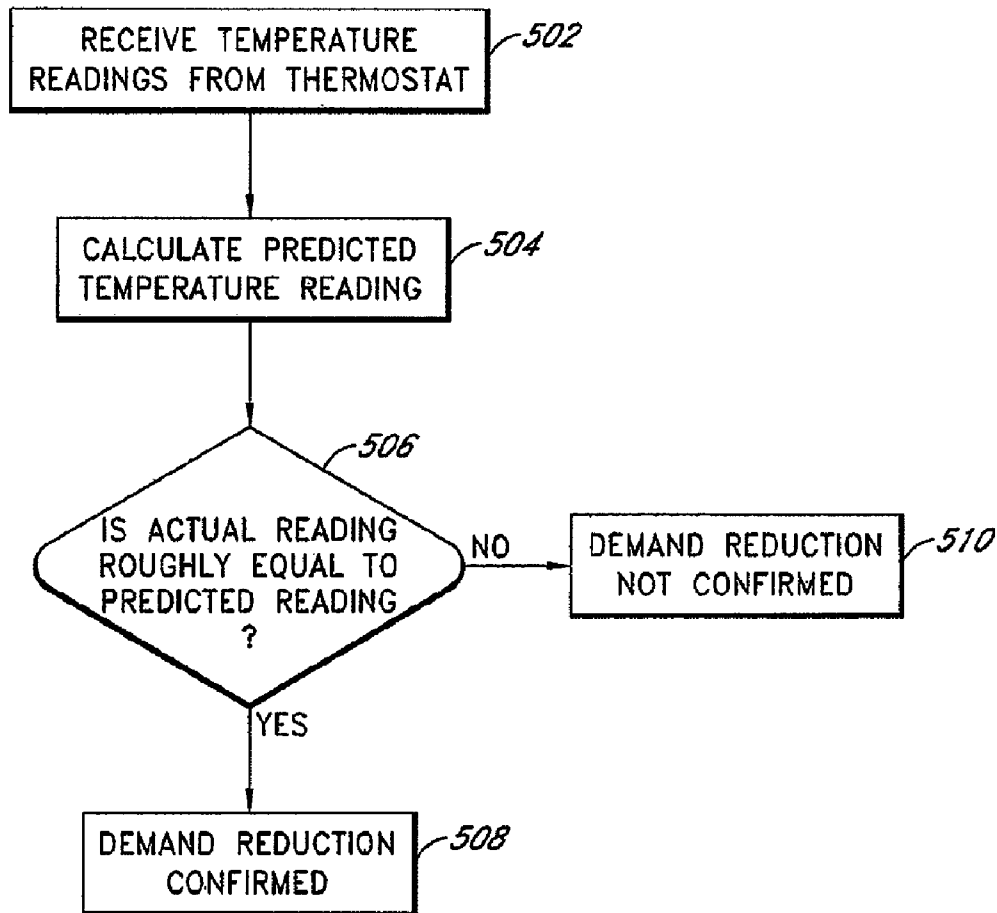 RECEIVE TEMPERATURE
READINGS FROM THERMOSTAT
502
CALCULATE PREDICTED
TEMPERATURE READING
504
506
IS ACTUAL READING
ROUGHLY EQUAL TO
PREDICTED READING
?
NO
DEMAND REDUCTION
NOT CONFIRMED
510
YES
DEMAND REDUCTION
CONFIRMED
508